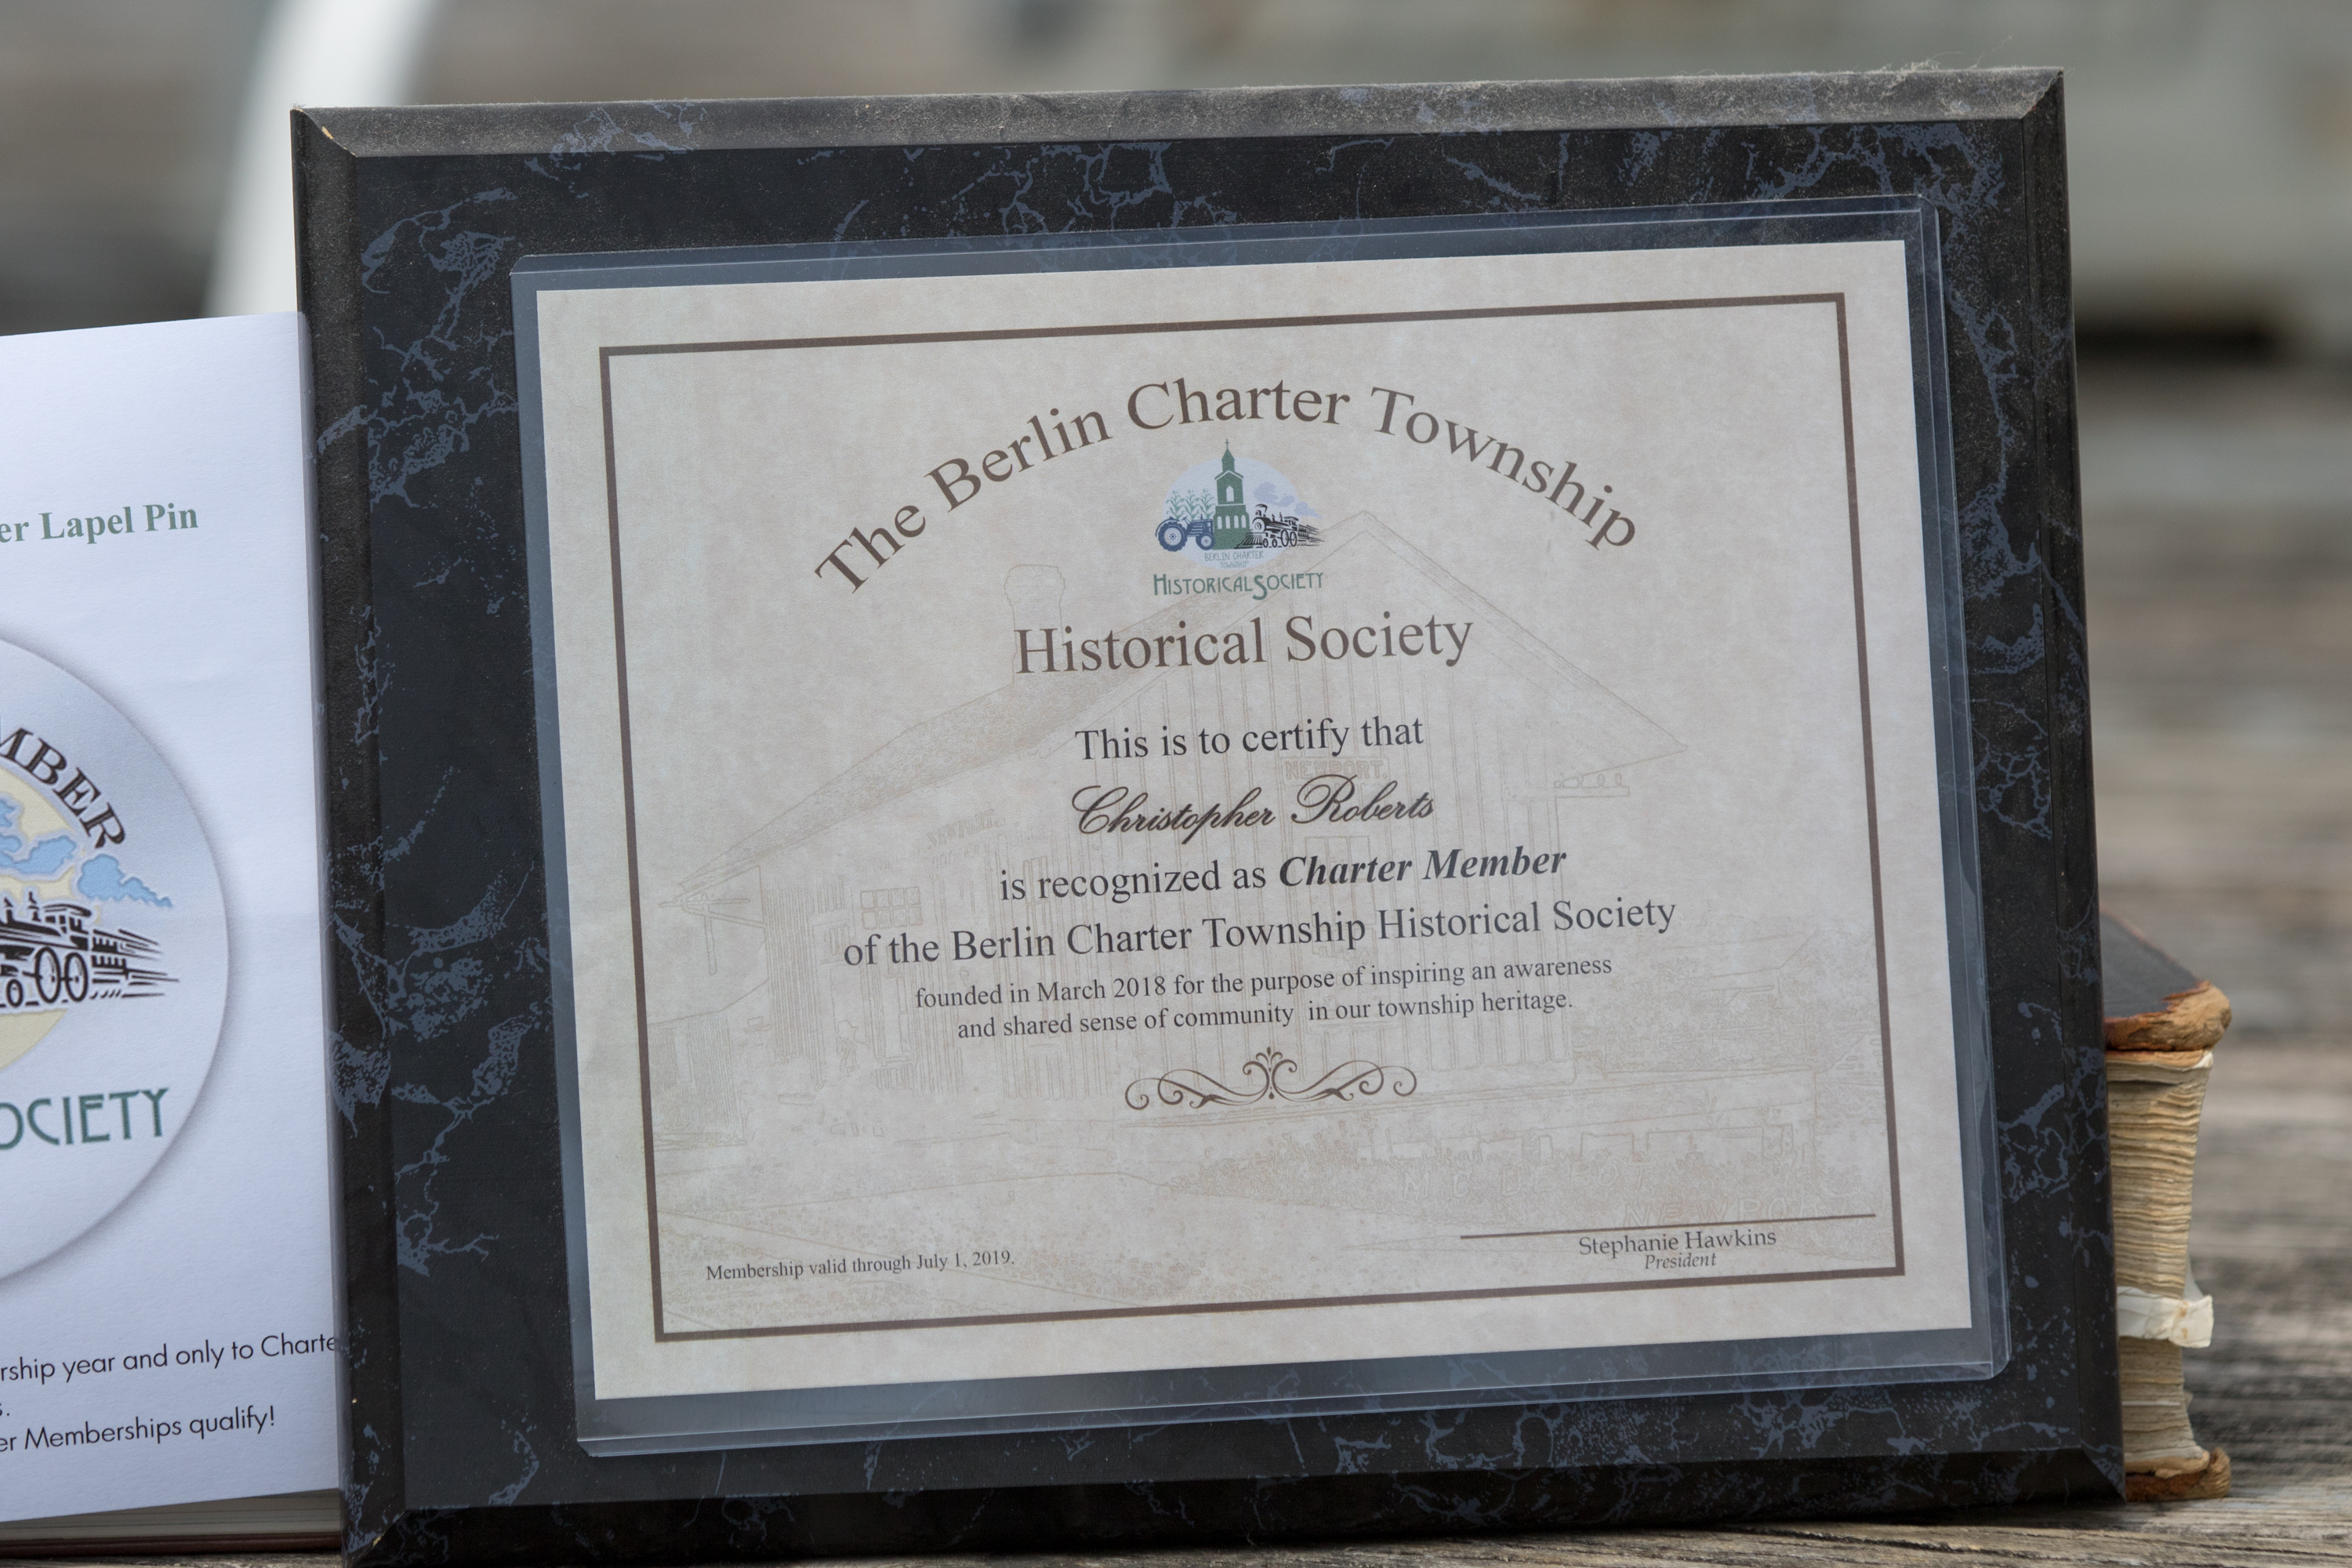 The Berlin Charter Township
BERLIN CHARTER
TOWNSHIP
HISTORICAL SOCIETY
Historical Society
This is to certify that
NEWPORT.
Christopher Roberts
is recognized as Charter Member
of the Berlin Charter Township Historical Society
founded in March 2018 for the purpose of inspiring an awareness
and shared sense of community in our township heritage.
NEWPORT
Membership valid through July 1, 2019.
Stephanie Hawkins
President
er Lapel Pin
MBER
OCIETY
rship year and only to Charte
s.
er Memberships qualify!